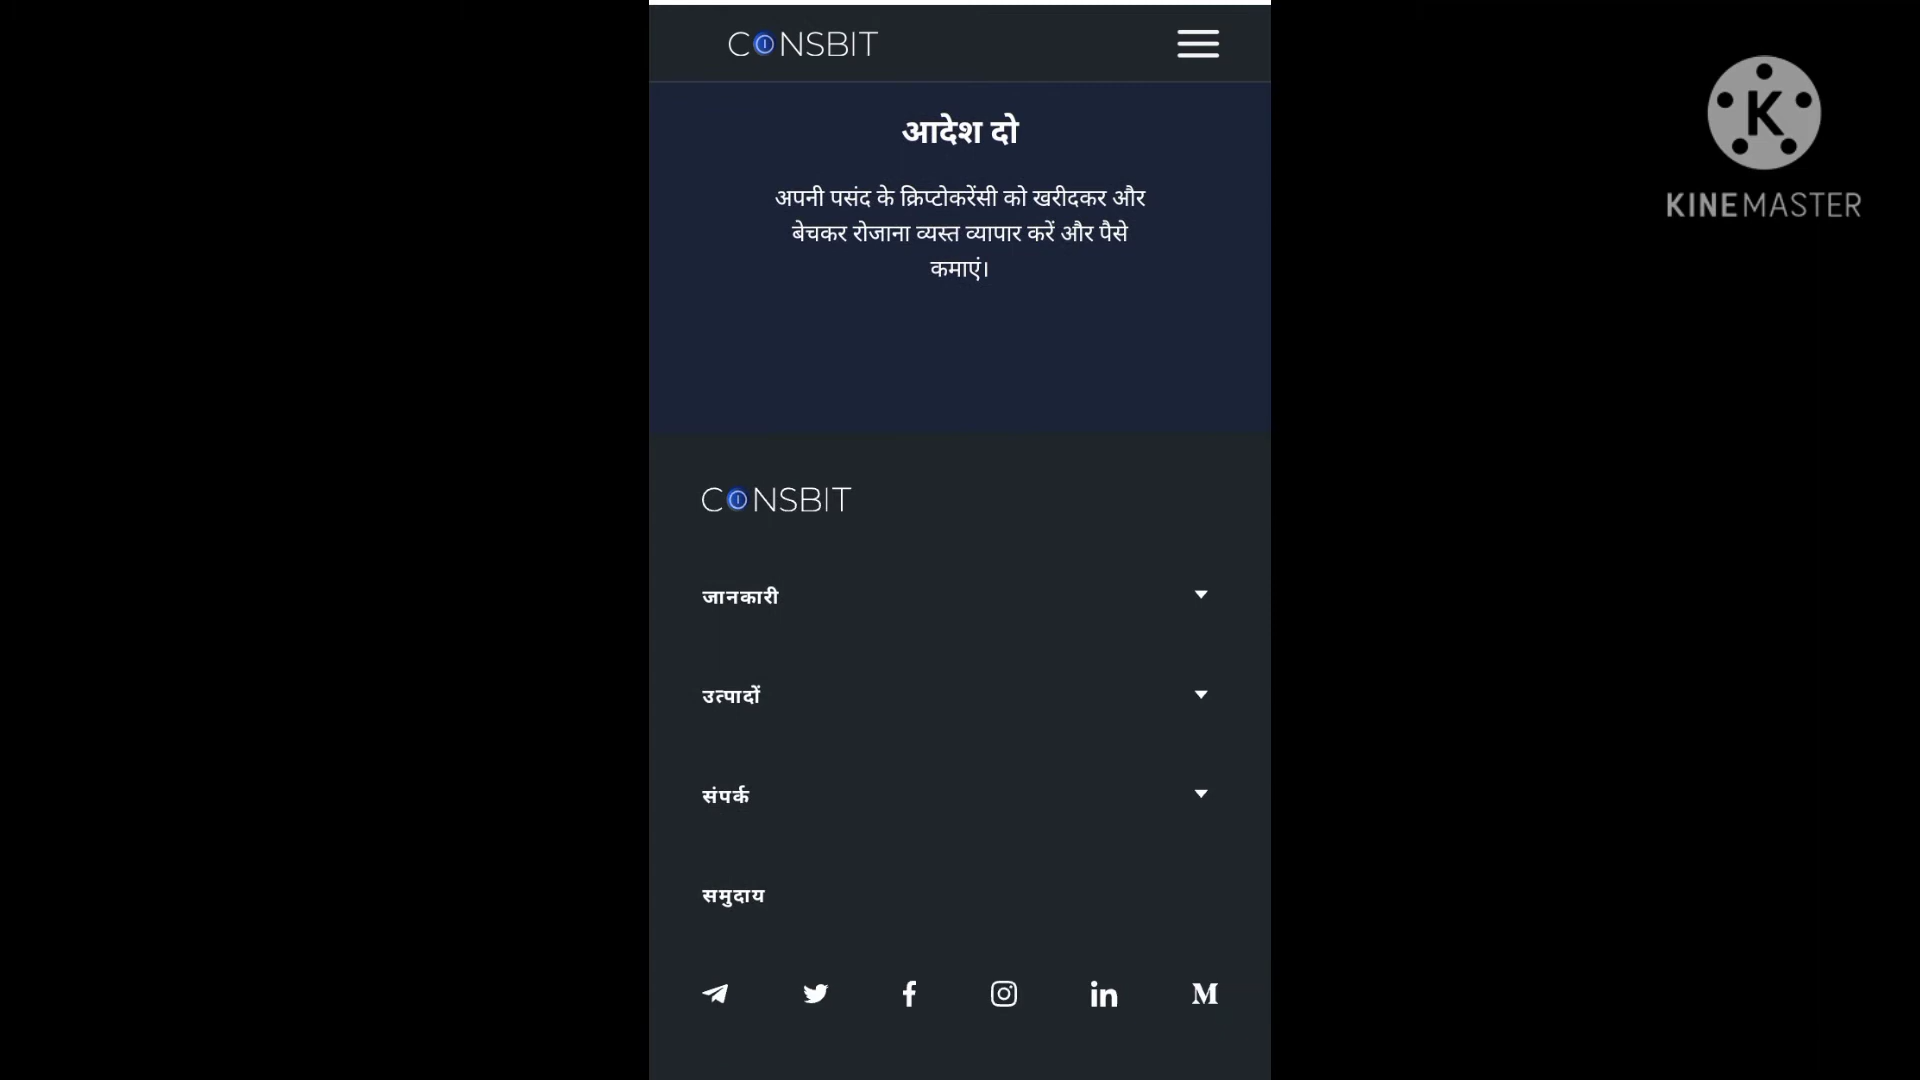 CONSBIT
आदेश दो
अपनी पसंद के क्रिप्टोकरेंसी को खरीदकर और
बेचकर रोजाना व्यस्त व्यापार करें और पैसे
कमाएं।
CONSBIT
जानकारी
उत्पादों
संपर्क
समुदाय
K
KINEMASTER